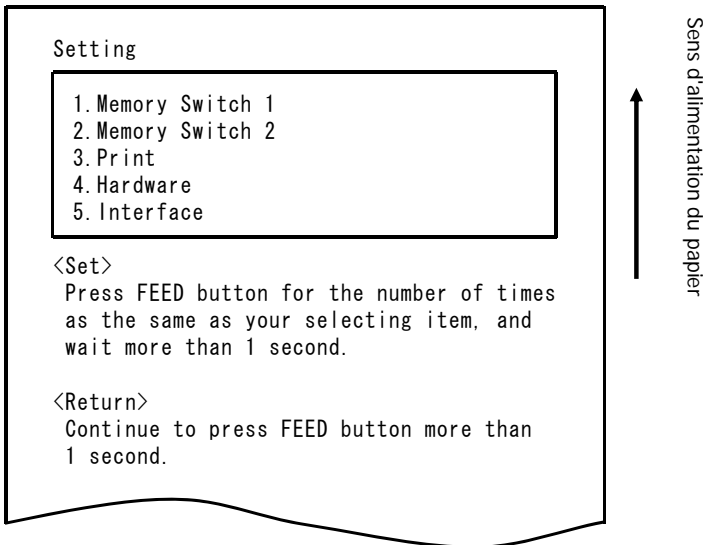 Setting
1.Memory Switch 1
2.Memory Switch 2
3.Print
4.Hardware
5.Interface
<Set>
Press FEED button for the number of times
as the same as your selecting item, and
wait more than 1 second.
<Return>
Continue to press FEED button more than
1 second.
Sens d'alimentation du papier